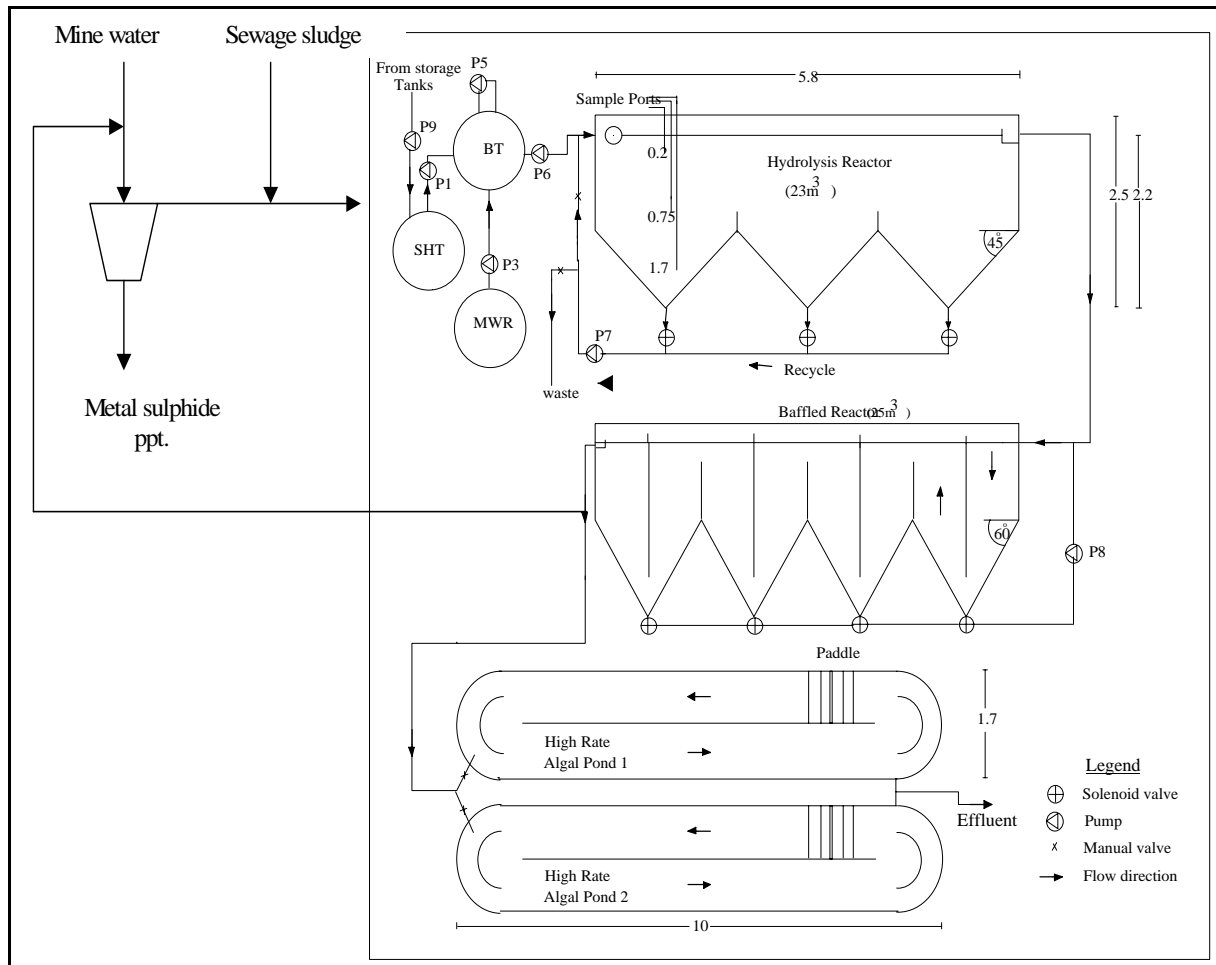 Mine water
Sewage sludge
Metal sulphide
ppt.
From storage
Tanks
P9
P5
P1
BT
P6
SHT
P3
MWR
P7
waste
Sample Ports
5.8
0.2
0.75
1.7
Hydrolysis Reactor
(23m3)
45°
2.5
2.2
Recycle
Baffled Reactor (25m3)
60°
P8
Paddle
High Rate
Algal Pond 1
1.7
Effluent
High Rate
Algal Pond 2
10
Legend
Solenoid valve
Pump
Manual valve
Flow direction